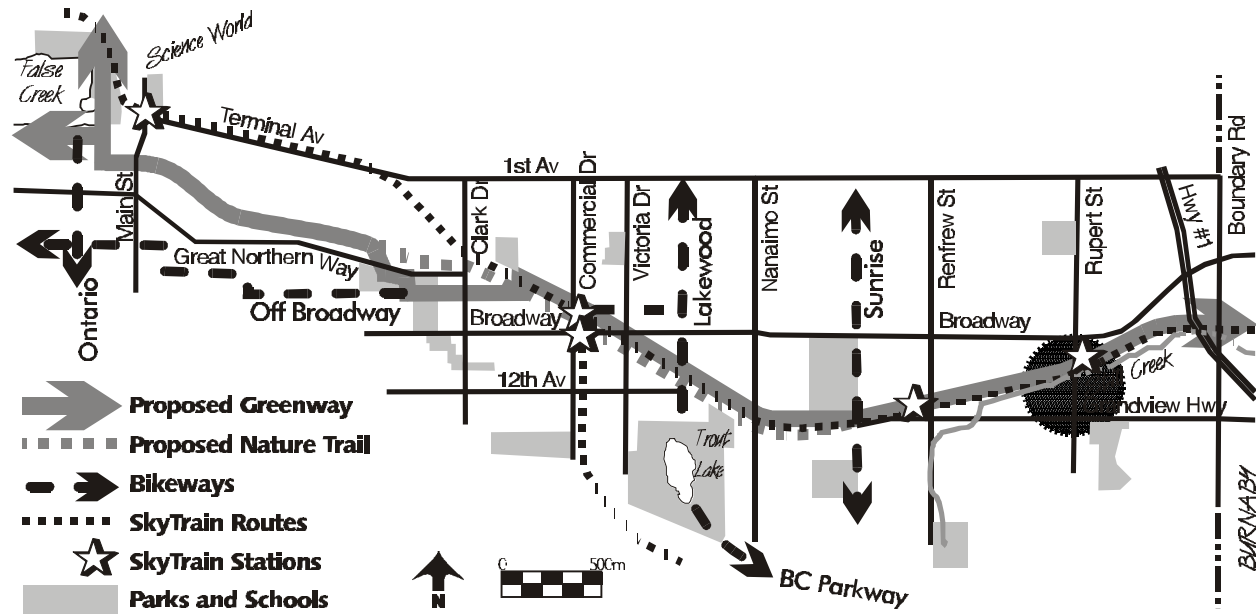 Science World
False
Creek
Terminal Av
1st Av
Boundary Rd
Main St
Clark Dr
Commercial Dr
Victoria Dr
Lakewood
Nanaimo St
Sunrise
Renfrew St
Rupert St
Hwy #1
Great Northern Way
Ontario
Off Broadway
Broadway
Broadway
12th Av
Creek
Hwy
Trout
Lake
BURNABY
BC Parkway
Proposed Greenway
Proposed Nature Trail
Bikeways
SkyTrain Routes
SkyTrain Stations
Parks and Schools
N
0 500m